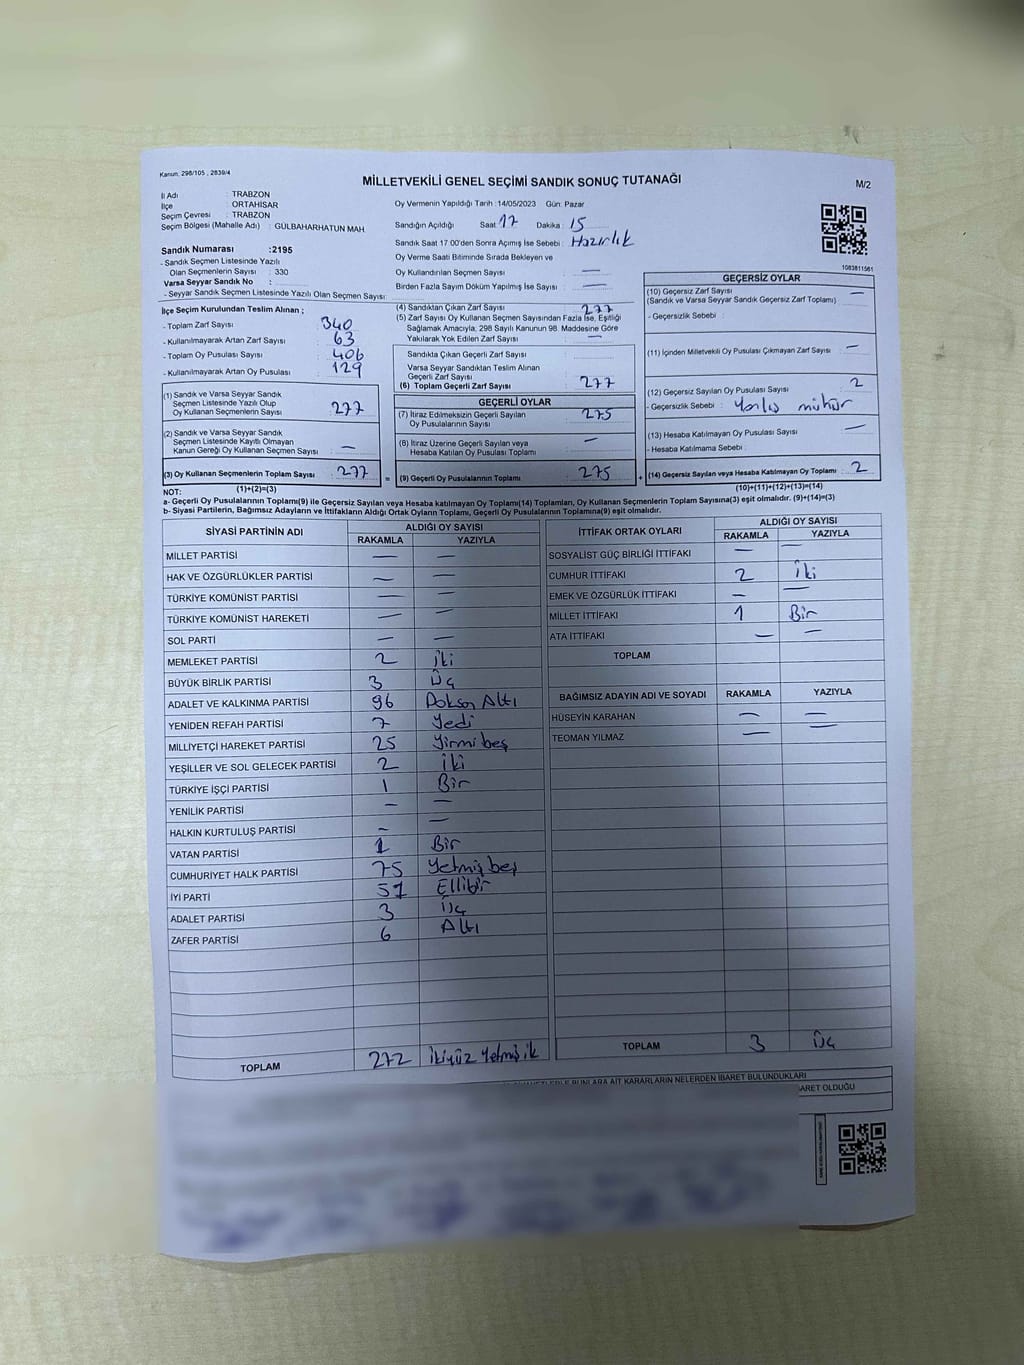 Kanun, 298/105 , 2839/4
MİLLETVEKİLİ GENEL SEÇİMİ SANDIK SONUÇ TUTANAĞI
M/2
İl Adı : TRABZON
İlçe : ORTAHİSAR
Seçim Çevresi : TRABZON
Seçim Bölgesi (Mahalle Adı) : GÜLBAHARHATUN MAH
Sandık Numarası :2195
- Sandık Seçmen Listesinde Yazılı
Olan Seçmenlerin Sayısı : 330
Varsa Seyyar Sandık No :
- Seyyar Sandık Seçmen Listesinde Yazılı Olan Seçmen Sayısı:
Oy Vermenin Yapıldığı Tarih :14/05/2023 Gün: Pazar
Sandığın Açıldığı Saat 17 Dakika : 15
Sandık Saat 17.00'den Sonra Açımış İse Sebebi : Hazırlık
Oy Verme Saati Bitiminde Sırada Bekleyen ve
Oy Kullandırılan Seçmen Sayısı : —
Birden Fazla Sayım Döküm Yapılmış İse Sayısı : —
1083811561
İlçe Seçim Kurulundan Teslim Alınan ;
- Toplam Zarf Sayısı : 340
- Kullanılmayarak Artan Zarf Sayısı : 63
- Toplam Oy Pusulası Sayısı : 406
- Kullanılmayarak Artan Oy Pusulası : 129
(1) Sandık ve Varsa Seyyar Sandık
Seçmen Listesinde Yazılı Olup
Oy Kullanan Seçmenlerin Sayısı : 277
(2) Sandık ve Varsa Seyyar Sandık
Seçmen Listesinde Kayıtlı Olmayan
Kanun Gereği Oy Kullanan Seçmen Sayısı : —
(3) Oy Kullanan Seçmenlerin Toplam Sayısı : 277
(1)+(2)=(3)
(4) Sandıktan Çıkan Zarf Sayısı : 277
(5) Zarf Sayısı Oy Kullanan Seçmen Sayısından Fazla İse, Eşitliği
Sağlamak Amacıyla, 298 Sayılı Kanunun 98. Maddesine Göre
Yakılarak Yok Edilen Zarf Sayısı : —
Sandıkta Çıkan Geçerli Zarf Sayısı :
Varsa Seyyar Sandıktan Teslim Alınan
Geçerli Zarf Sayısı :
(6) Toplam Geçerli Zarf Sayısı : 277
GEÇERLİ OYLAR
(7) İtiraz Edilmeksizin Geçerli Sayılan
Oy Pusulalarının Sayısı : 275
(8) İtiraz Üzerine Geçerli Sayılan veya
Hesaba Katılan Oy Pusulası Toplamı : —
= (9) Geçerli Oy Pusulalarının Toplamı : 275
GEÇERSİZ OYLAR
(10) Geçersiz Zarf Sayısı : —
(Sandık ve Varsa Seyyar Sandık Geçersiz Zarf Toplamı)
- Geçersizlik Sebebi :
(11) İçinden Milletvekili Oy Pusulası Çıkmayan Zarf Sayısı : —
(12) Geçersiz Sayılan Oy Pusulası Sayısı : 2
- Geçersizlik Sebebi : Yanlış mühür
(13) Hesaba Katılmayan Oy Pusulası Sayısı : —
- Hesaba Katılmama Sebebi :
+ (14) Geçersiz Sayılan veya Hesaba Katılmayan Oy Toplamı : 2
(10)+(11)+(12)+(13)=(14)
NOT:
a- Geçerli Oy Pusulalarının Toplamı(9) ile Geçersiz Sayılan veya Hesaba katılmayan Oy Toplamı(14) Toplamları, Oy Kullanan Seçmenlerin Toplam Sayısına(3) eşit olmalıdır. (9)+(14)=(3)
b- Siyasi Partilerin, Bağımsız Adayların ve İttifakların Aldığı Ortak Oyların Toplamı, Geçerli Oy Pusulalarının Toplamına(9) eşit olmalıdır.
SİYASİ PARTİNİN ADI ALDIĞI OY SAYISI
RAKAMLA YAZIYLA
MİLLET PARTİSİ — —
HAK VE ÖZGÜRLÜKLER PARTİSİ — —
TÜRKİYE KOMÜNİST PARTİSİ — —
TÜRKİYE KOMÜNİST HAREKETİ — —
SOL PARTİ — —
MEMLEKET PARTİSİ 2 İki
BÜYÜK BİRLİK PARTİSİ 3 Üç
ADALET VE KALKINMA PARTİSİ 96 Doksan Altı
YENİDEN REFAH PARTİSİ 7 Yedi
MİLLİYETÇİ HAREKET PARTİSİ 25 Yirmi beş
YEŞİLLER VE SOL GELECEK PARTİSİ 2 İki
TÜRKİYE İŞÇİ PARTİSİ 1 Bir
YENİLİK PARTİSİ — —
HALKIN KURTULUŞ PARTİSİ — —
VATAN PARTİSİ 1 Bir
CUMHURİYET HALK PARTİSİ 75 Yetmiş beş
İYİ PARTİ 51 Ellibir
ADALET PARTİSİ 3 Üç
ZAFER PARTİSİ 6 Altı
TOPLAM 272 İkiyüz Yetmiş ik
İTTİFAK ORTAK OYLARI ALDIĞI OY SAYISI
RAKAMLA YAZIYLA
SOSYALİST GÜÇ BİRLİĞİ İTTİFAKI — —
CUMHUR İTTİFAKI 2 İki
EMEK VE ÖZGÜRLÜK İTTİFAKI — —
MİLLET İTTİFAKI 1 Bir
ATA İTTİFAKI — —
TOPLAM
BAĞIMSIZ ADAYIN ADI VE SOYADI RAKAMLA YAZIYLA
HÜSEYİN KARAHAN — —
TEOMAN YILMAZ — —
TOPLAM 3 Üç
BUNLARA AİT KARARLARIN NELERDEN İBARET BULUNDUKLARI
OLDUĞU